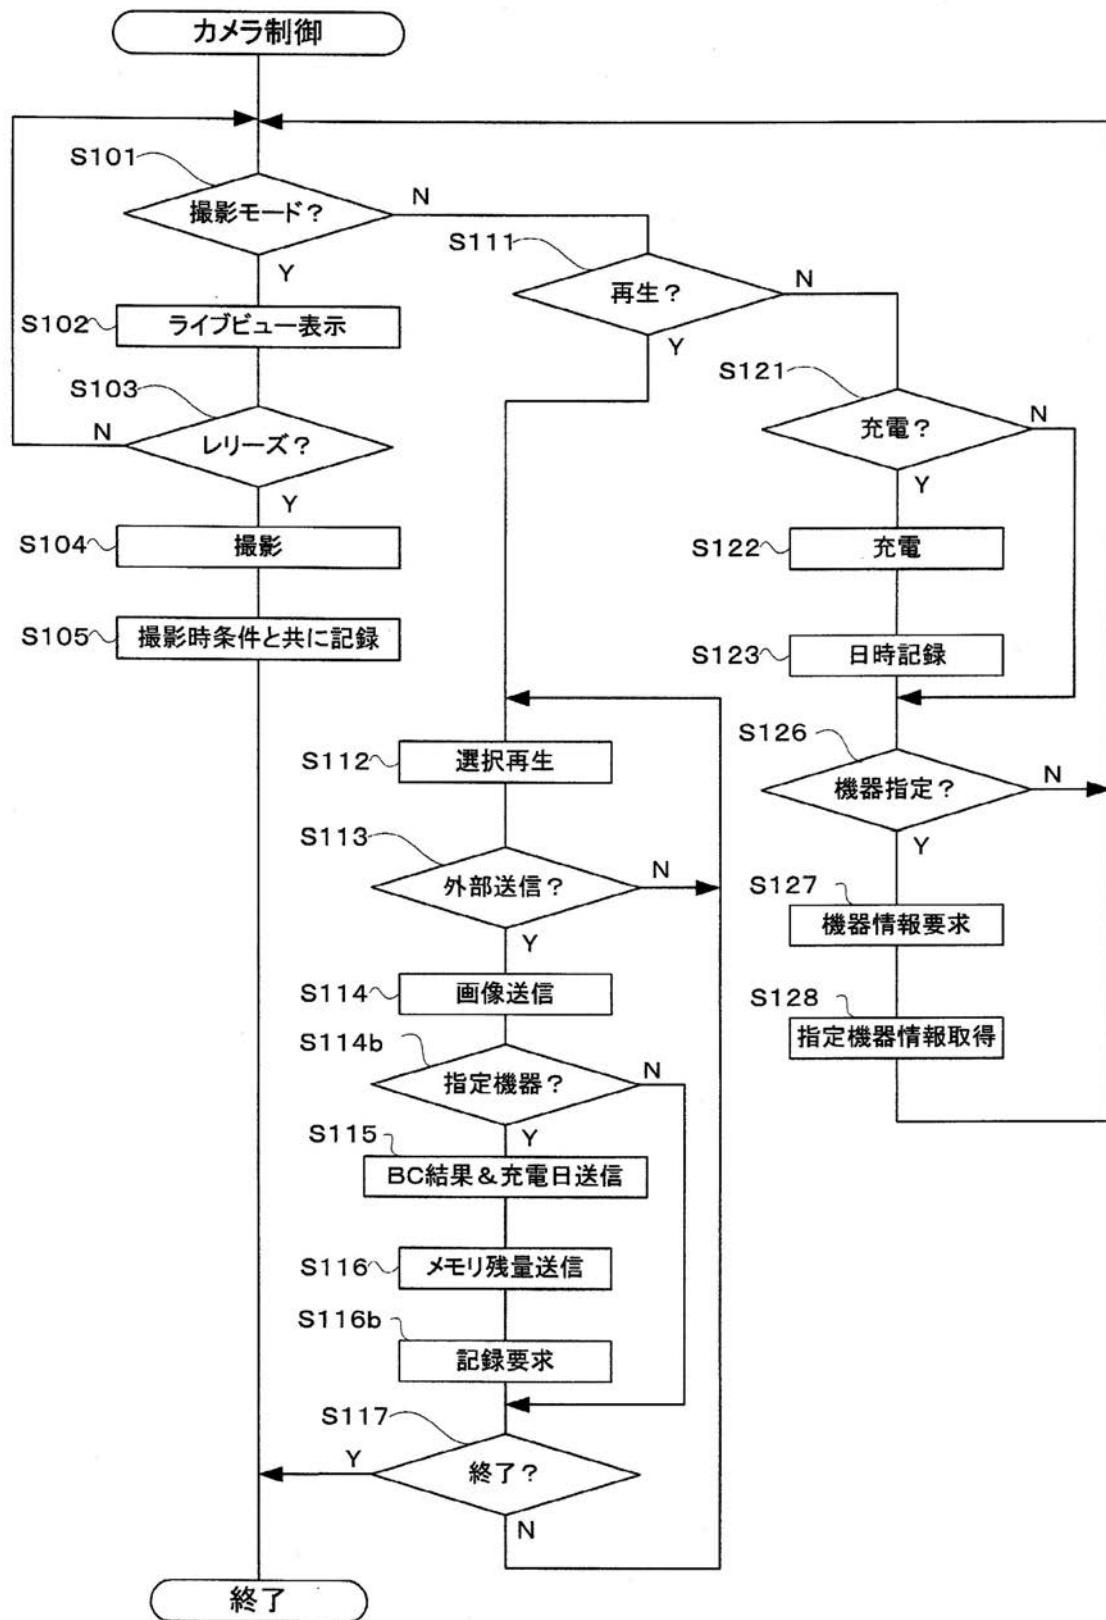 カメラ制御
S101
撮影モード?
N
Y
S102
ライブビュー表示
S103
レリーズ?
N
Y
S104
撮影
S105
撮影時条件と共に記録
S111
再生?
N
Y
S112
選択再生
S113
外部送信?
N
Y
S114
画像送信
S114b
指定機器?
N
Y
S115
BC結果&充電日送信
S116
メモリ残量送信
S116b
記録要求
S117
終了?
Y
N
S121
充電?
N
Y
S122
充電
S123
日時記録
S126
機器指定?
N
Y
S127
機器情報要求
S128
指定機器情報取得
終了